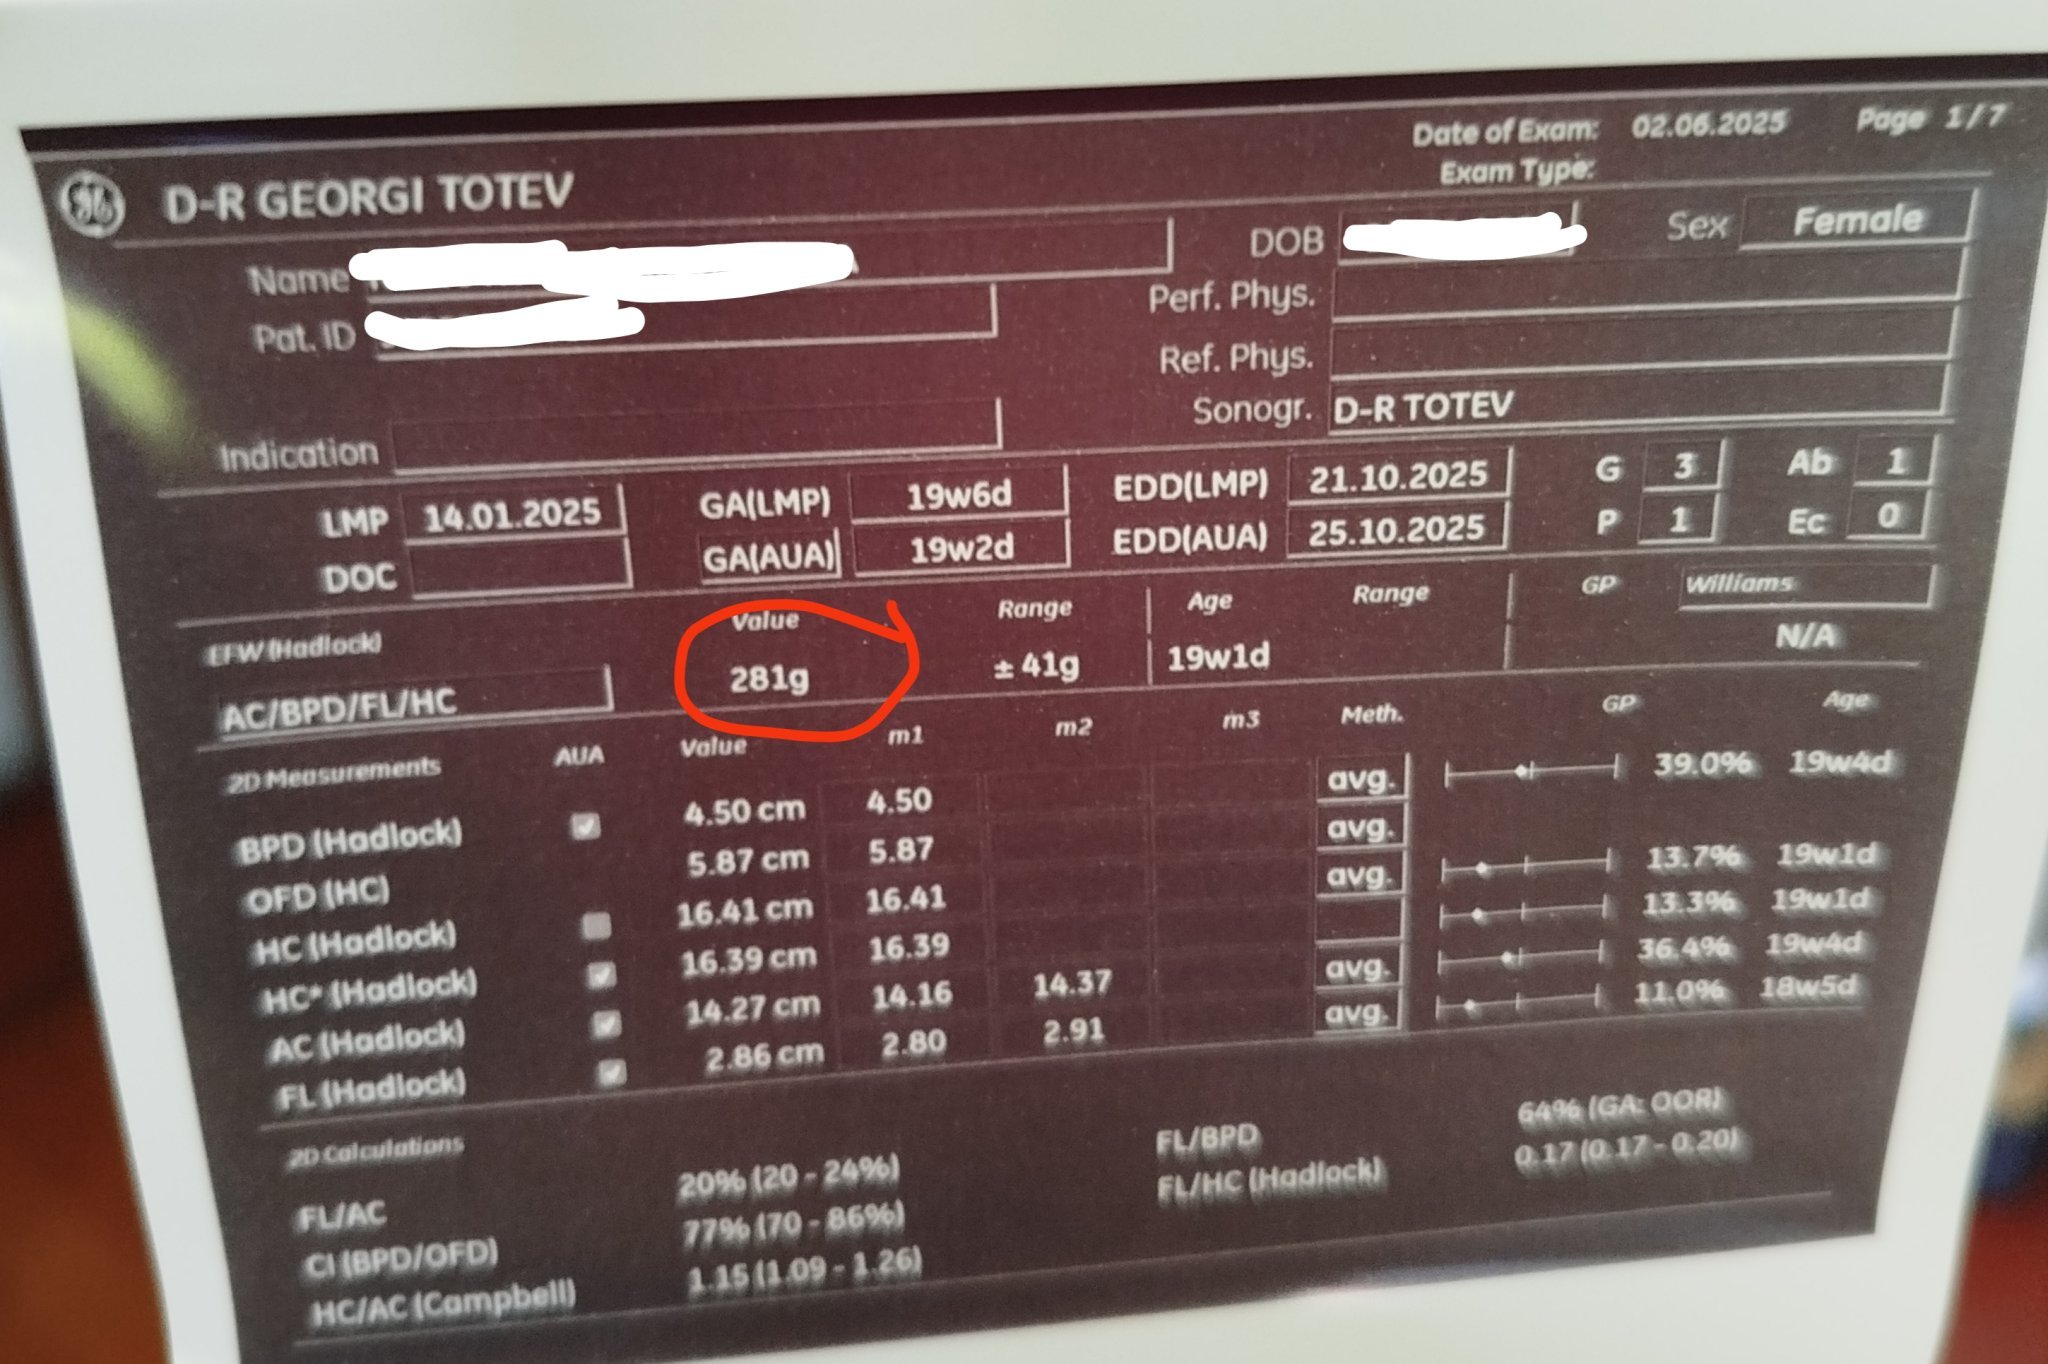 Date of Exam: 02.06.2025 Page 1/7
Exam Type:
D-R GEORGI TOTEV
Name DOB Sex Female
Pat. ID Perf. Phys.
Ref. Phys.
Indication Sonogr. D-R TOTEV
LMP 14.01.2025 GA(LMP) 19w6d EDD(LMP) 21.10.2025 G 3 Ab 1
DOC GA(AUA) 19w2d EDD(AUA) 25.10.2025 P 1 Ec 0
EFW (Hadlock) Value Range Age Range GP Williams
AC/BPD/FL/HC 281g ± 41g 19w1d N/A
2D Measurements AUA Value m1 m2 m3 Meth. GP Age
BPD (Hadlock) 4.50 cm 4.50 avg. 39.0% 19w4d
OFD (HC) 5.87 cm 5.87 avg.
HC (Hadlock) 16.41 cm 16.41 avg. 13.7% 19w1d
HC* (Hadlock) 16.39 cm 16.39 13.3% 19w1d
AC (Hadlock) 14.27 cm 14.16 14.37 avg. 36.4% 19w4d
FL (Hadlock) 2.86 cm 2.80 2.91 avg. 11.0% 18w5d
2D Calculations
FL/AC 20% (20 - 24%) FL/BPD 64% (GA: OOR)
CI (BPD/OFD) 77% (70 - 86%) FL/HC (Hadlock) 0.17 (0.17 - 0.20)
HC/AC (Campbell) 1.15 (1.09 - 1.26)